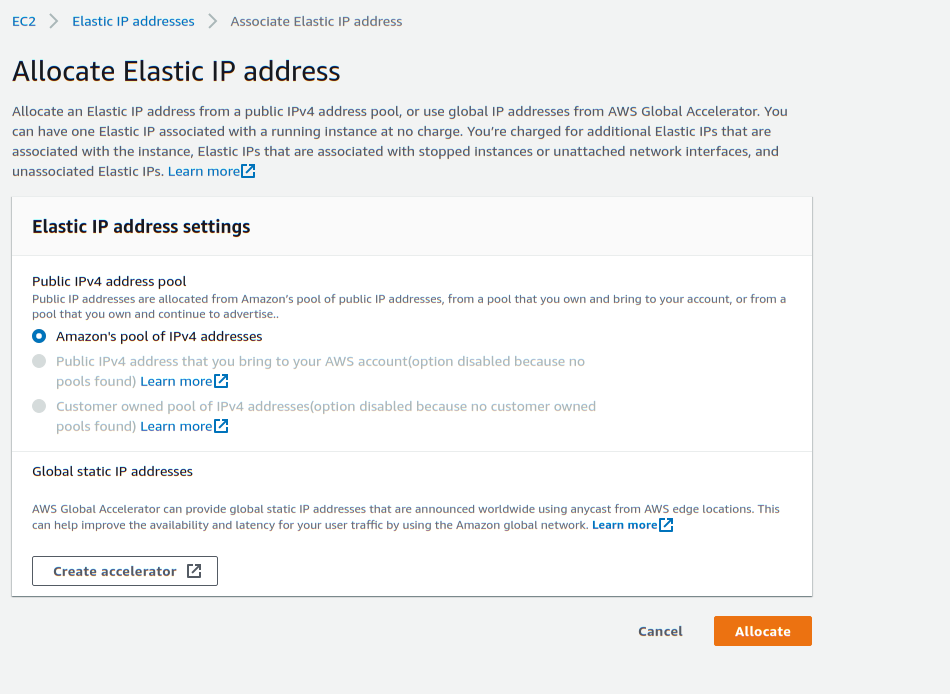 EC2 > Elastic IP addresses > Associate Elastic IP address
Allocate Elastic IP address
Allocate an Elastic IP address from a public IPv4 address pool, or use global IP addresses from AWS Global Accelerator. You
can have one Elastic IP associated with a running instance at no charge. You’re charged for additional Elastic IPs that are
associated with the instance, Elastic IPs that are associated with stopped instances or unattached network interfaces, and
unassociated Elastic IPs. Learn more
Elastic IP address settings
Public IPv4 address pool
Public IP addresses are allocated from Amazon’s pool of public IP addresses, from a pool that you own and bring to your account, or from a
pool that you own and continue to advertise..
Amazon's pool of IPv4 addresses
Public IPv4 address that you bring to your AWS account(option disabled because no
pools found) Learn more
Customer owned pool of IPv4 addresses(option disabled because no customer owned
pools found) Learn more
Global static IP addresses
AWS Global Accelerator can provide global static IP addresses that are announced worldwide using anycast from AWS edge locations. This
can help improve the availability and latency for your user traffic by using the Amazon global network. Learn more
Create accelerator
Cancel Allocate